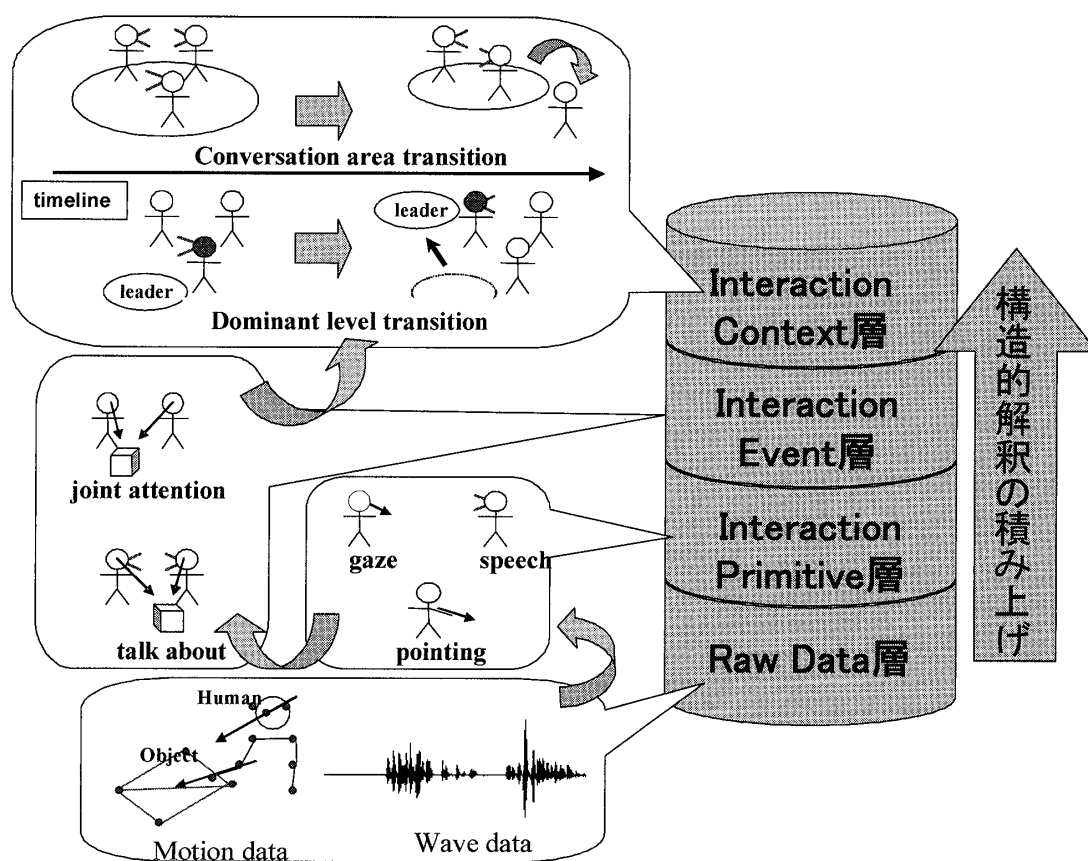 Conversation area transition
timeline
leader
leader
Dominant level transition
joint attention
talk about
gaze
speech
pointing
Human
Object
Motion data
Wave data
Interaction
Context層
Interaction
Event層
Interaction
Primitive層
Raw Data層
構造的解釈の積み上げ